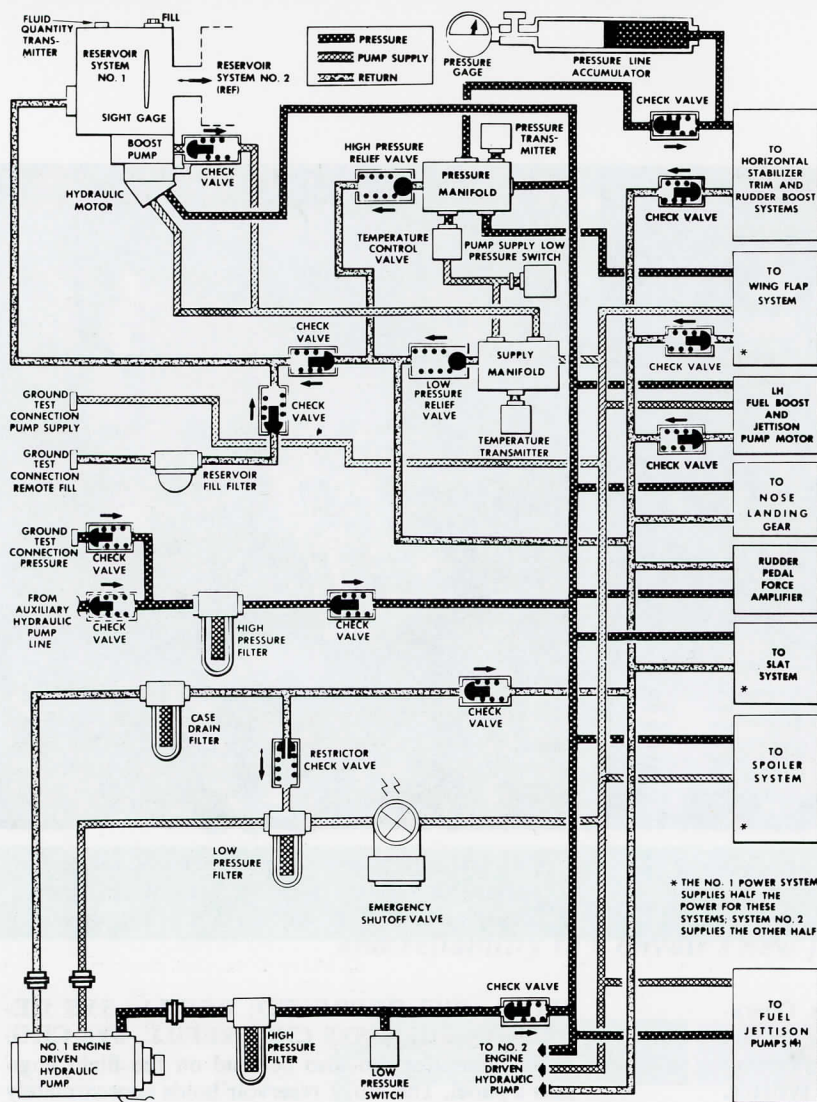 FLUID
QUANTITY
TRANS-
MITTER
FILL
RESERVOIR
SYSTEM
NO. 1
SIGHT GAGE
RESERVOIR
SYSTEM NO. 2
(REF)
BOOST
PUMP
CHECK
VALVE
HYDRAULIC
MOTOR
PRESSURE
PUMP SUPPLY
RETURN
PRESSURE
GAGE
PRESSURE LINE
ACCUMULATOR
CHECK VALVE
PRESSURE
TRANS-
MITTER
HIGH PRESSURE
RELIEF VALVE
PRESSURE
MANIFOLD
CHECK VALVE
TO
HORIZONTAL
STABILIZER
TRIM AND
RUDDER BOOST
SYSTEMS
TEMPERATURE
CONTROL
VALVE
PUMP SUPPLY LOW
PRESSURE SWITCH
TO
WING FLAP
SYSTEM
*
CHECK
VALVE
SUPPLY
MANIFOLD
CHECK VALVE
GROUND
TEST
CONNECTION
PUMP SUPPLY
CHECK
VALVE
LOW
PRESSURE
RELIEF
VALVE
TEMPERATURE
TRANSMITTER
LH
FUEL BOOST
AND
JETTISON
PUMP MOTOR
CHECK VALVE
GROUND
TEST
CONNECTION
REMOTE FILL
RESERVOIR
FILL FILTER
TO
NOSE
LANDING
GEAR
GROUND
TEST
CONNECTION
PRESSURE
CHECK
VALVE
RUDDER
PEDAL
FORCE
AMPLIFIER
FROM
AUXILIARY
HYDRAULIC
PUMP
LINE
CHECK
VALVE
HIGH
PRESSURE
FILTER
CHECK
VALVE
TO
SLAT
SYSTEM
*
CASE
DRAIN
FILTER
CHECK
VALVE
RESTRICTOR
CHECK VALVE
TO
SPOILER
SYSTEM
*
LOW
PRESSURE
FILTER
EMERGENCY
SHUTOFF VALVE
* THE NO. 1 POWER SYSTEM
SUPPLIES HALF THE
POWER FOR THESE
SYSTEMS; SYSTEM NO. 2
SUPPLIES THE OTHER HALF
CHECK VALVE
NO. 1 ENGINE
DRIVEN
HYDRAULIC
PUMP
HIGH
PRESSURE
FILTER
LOW
PRESSURE
SWITCH
TO NO. 2
ENGINE
DRIVEN
HYDRAULIC
PUMP
TO
FUEL
JETTISON
PUMPS (4)